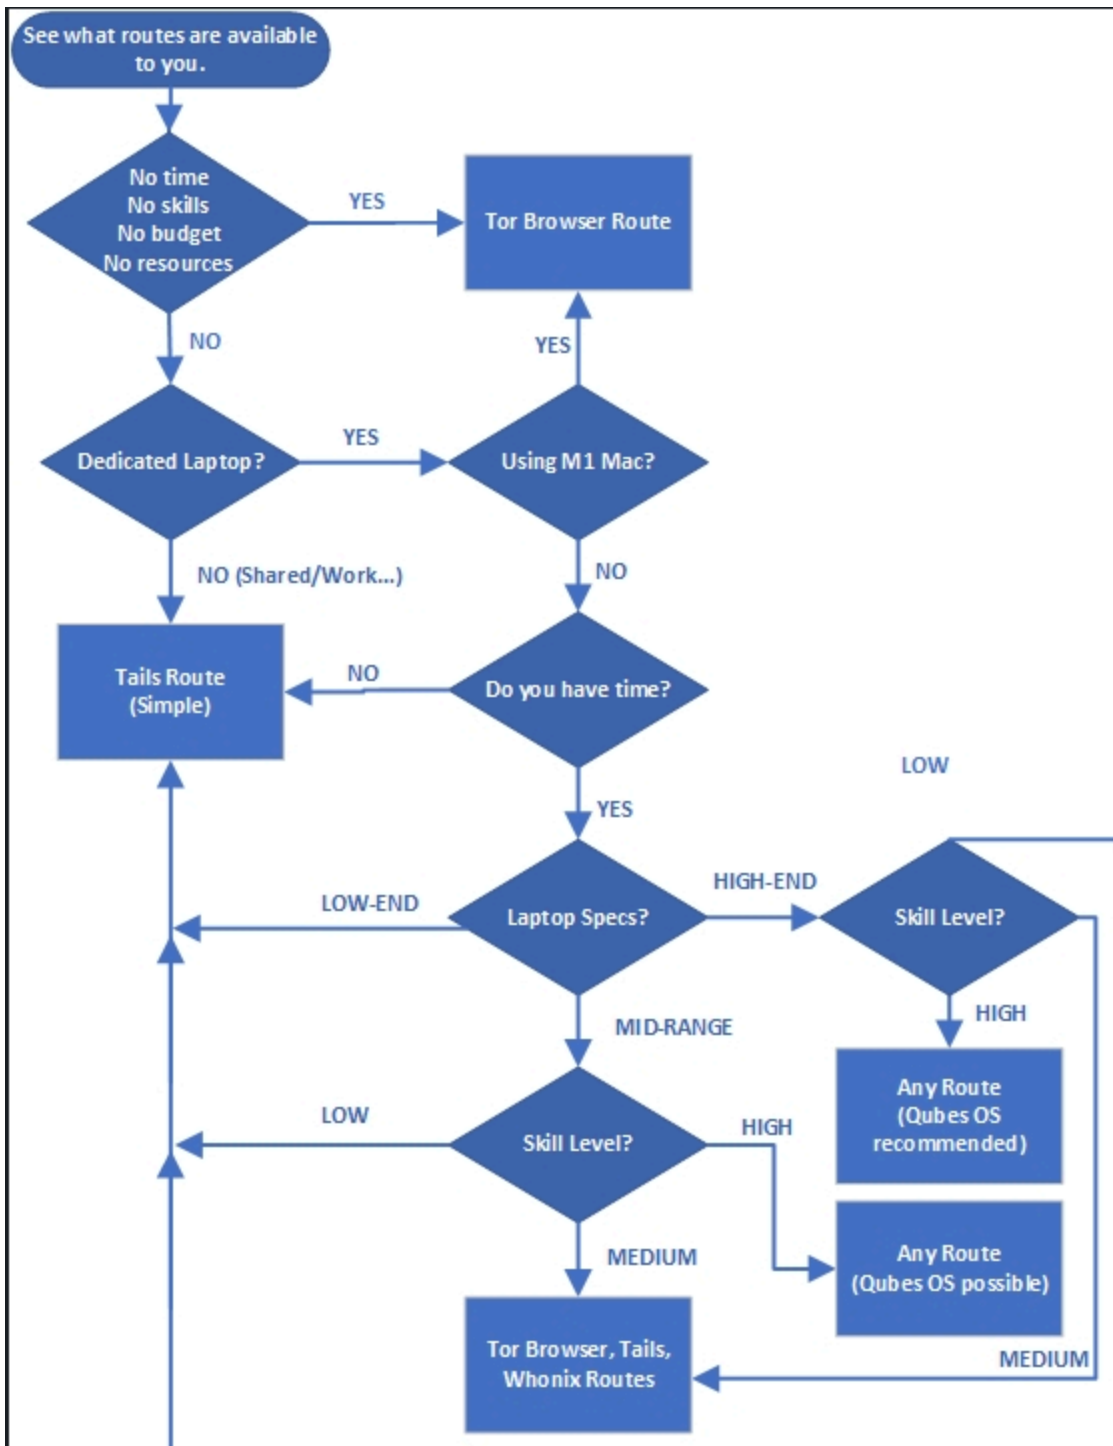 See what routes are available
to you.
No time
No skills
No budget
No resources
YES
Tor Browser Route
NO
YES
Dedicated Laptop?
YES
Using M1 Mac?
NO (Shared/Work...)
NO
Tails Route
(Simple)
NO
Do you have time?
LOW
YES
LOW-END
Laptop Specs?
HIGH-END
Skill Level?
MID-RANGE
HIGH
LOW
Skill Level?
HIGH
Any Route
(Qubes OS
recommended)
MEDIUM
Any Route
(Qubes OS possible)
Tor Browser, Tails,
Whonix Routes
MEDIUM